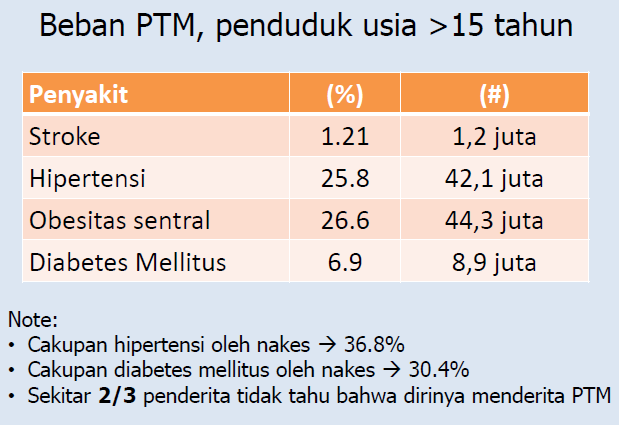 Beban PTM, penduduk usia >15 tahun
Penyakit (%) (#)
Stroke 1.21 1,2 juta
Hipertensi 25.8 42,1 juta
Obesitas sentral 26.6 44,3 juta
Diabetes Mellitus 6.9 8,9 juta
Note:
• Cakupan hipertensi oleh nakes → 36.8%
• Cakupan diabetes mellitus oleh nakes → 30.4%
• Sekitar 2/3 penderita tidak tahu bahwa dirinya menderita PTM